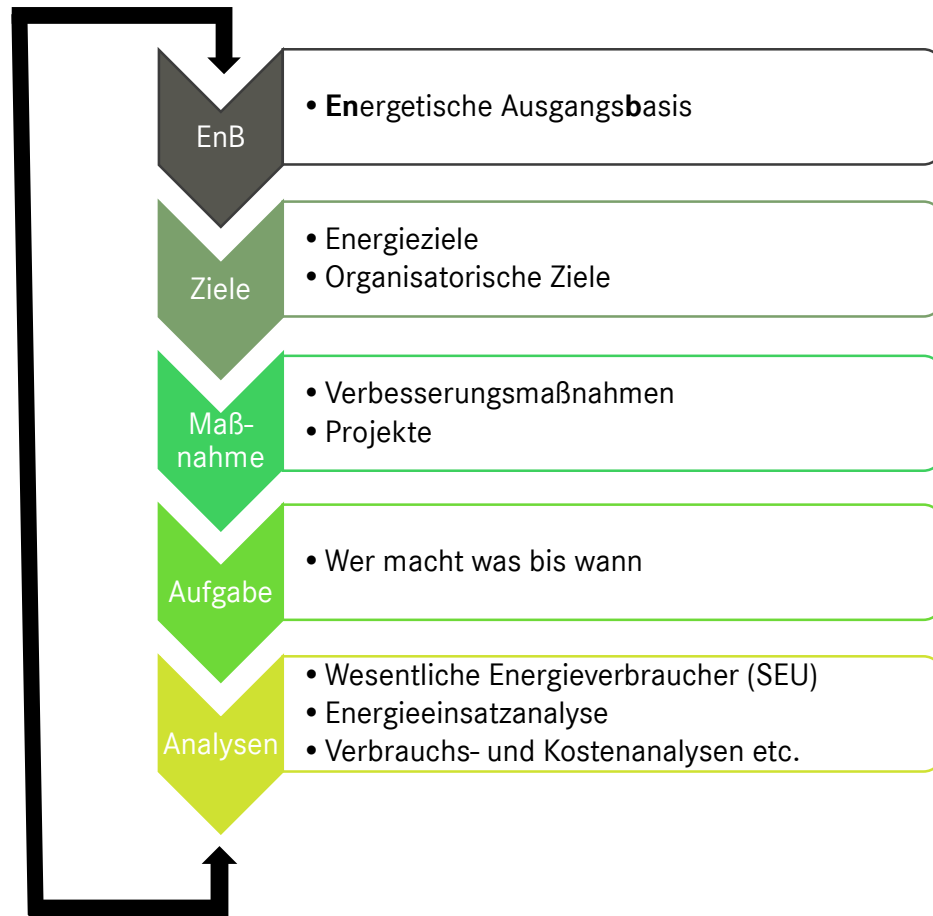 EnB
• Energetische Ausgangsbasis
Ziele
• Energieziele
• Organisatorische Ziele
Maß-
nahme
• Verbesserungsmaßnahmen
• Projekte
Aufgabe
• Wer macht was bis wann
Analysen
• Wesentliche Energieverbraucher (SEU)
• Energieeinsatzanalyse
• Verbrauchs- und Kostenanalysen etc.